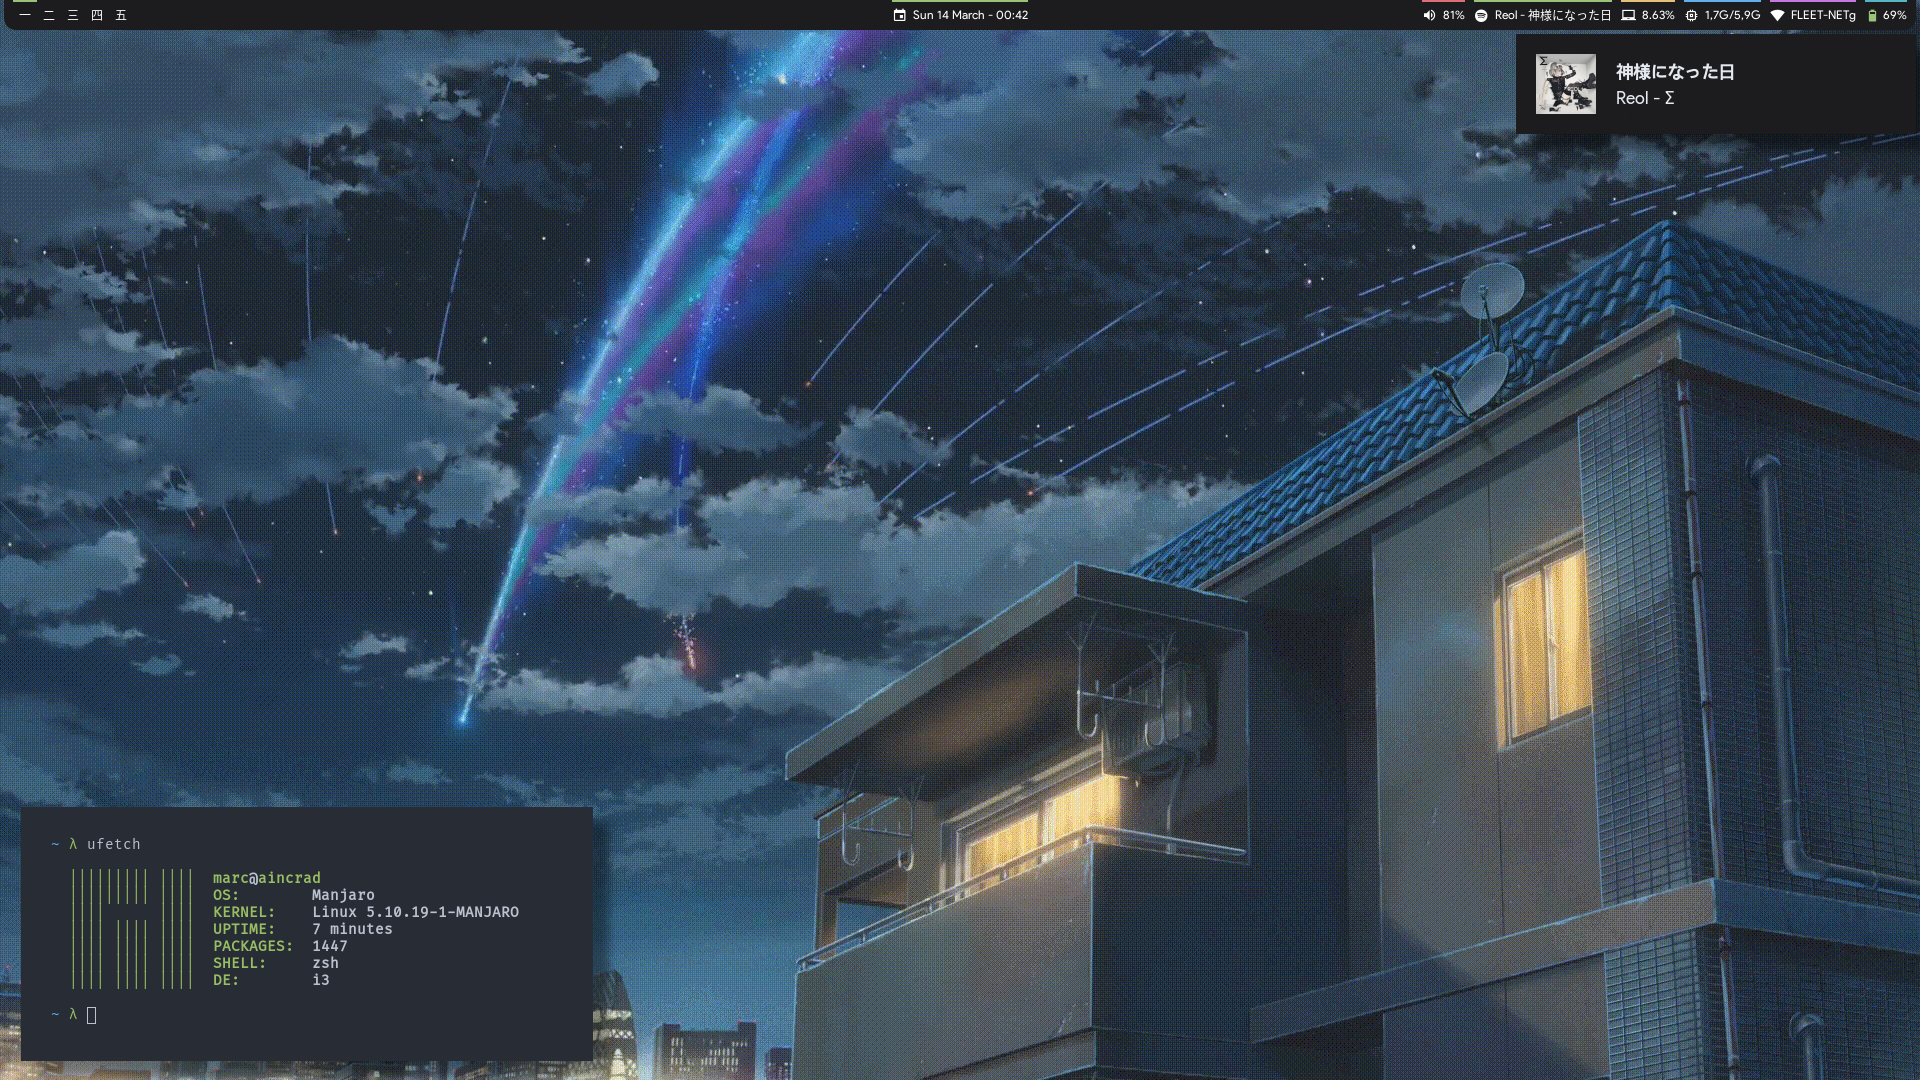 一 二 三 四 五
Sun 14 March - 00:42
81% Reol - 神様になった日 8.63% 1,7G/5,9G FLEET-NETg 69%
神様になった日
Reol - Σ
~ λ ufetch
marc@aincrad
OS: Manjaro
KERNEL: Linux 5.10.19-1-MANJARO
UPTIME: 7 minutes
PACKAGES: 1447
SHELL: zsh
DE: i3
~ λ